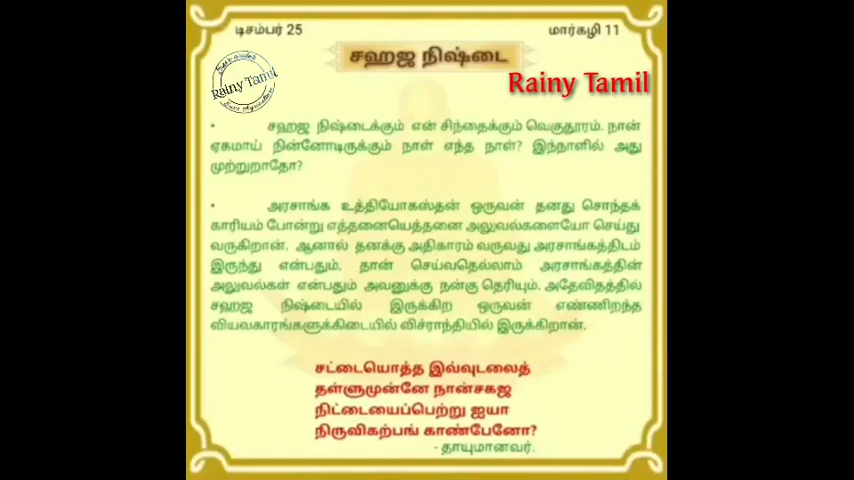 டிசம்பர் 25
மார்கழி 11
சஹஜ நிஷ்டை
Rainy Tamil
Rainy Tamil
• சஹஜ நிஷ்டைக்கும் என் சிந்தைக்கும் வெகுதூரம். நான்
ஏகமாய் நின்னோடிருக்கும் நாள் எந்த நாள்? இந்நாளில் அது
முற்றுறாதோ?
• அரசாங்க உத்தியோகஸ்தன் ஒருவன் தனது சொந்தக்
காரியம் போன்று எத்தனையெத்தனை அலுவல்களையோ செய்து
வருகிறான். ஆனால் தனக்கு அதிகாரம் வருவது அரசாங்கத்திடம்
இருந்து என்பதும், தான் செய்வதெல்லாம் அரசாங்கத்தின்
அலுவல்கள் என்பதும் அவனுக்கு நன்கு தெரியும். அதேவிதத்தில்
சஹஜ நிஷ்டையில் இருக்கிற ஒருவன் எண்ணிறந்த
வியவகாரங்களுக்கிடையில் விச்ராந்தியில் இருக்கிறான்.
சட்டையொத்த இவ்வுடலைத்
தள்ளுமுன்னே நான்சகஜ
நிட்டையைப்பெற்று ஐயா
நிருவிகற்பங் காண்பேனோ?
- தாயுமானவர்.